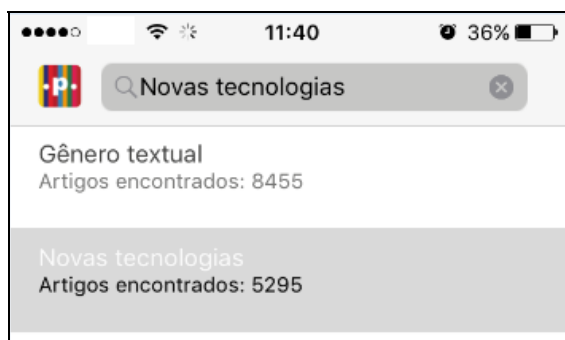 11:40 36%
·P· Novas tecnologias
Gênero textual
Artigos encontrados: 8455
Novas tecnologias
Artigos encontrados: 5295